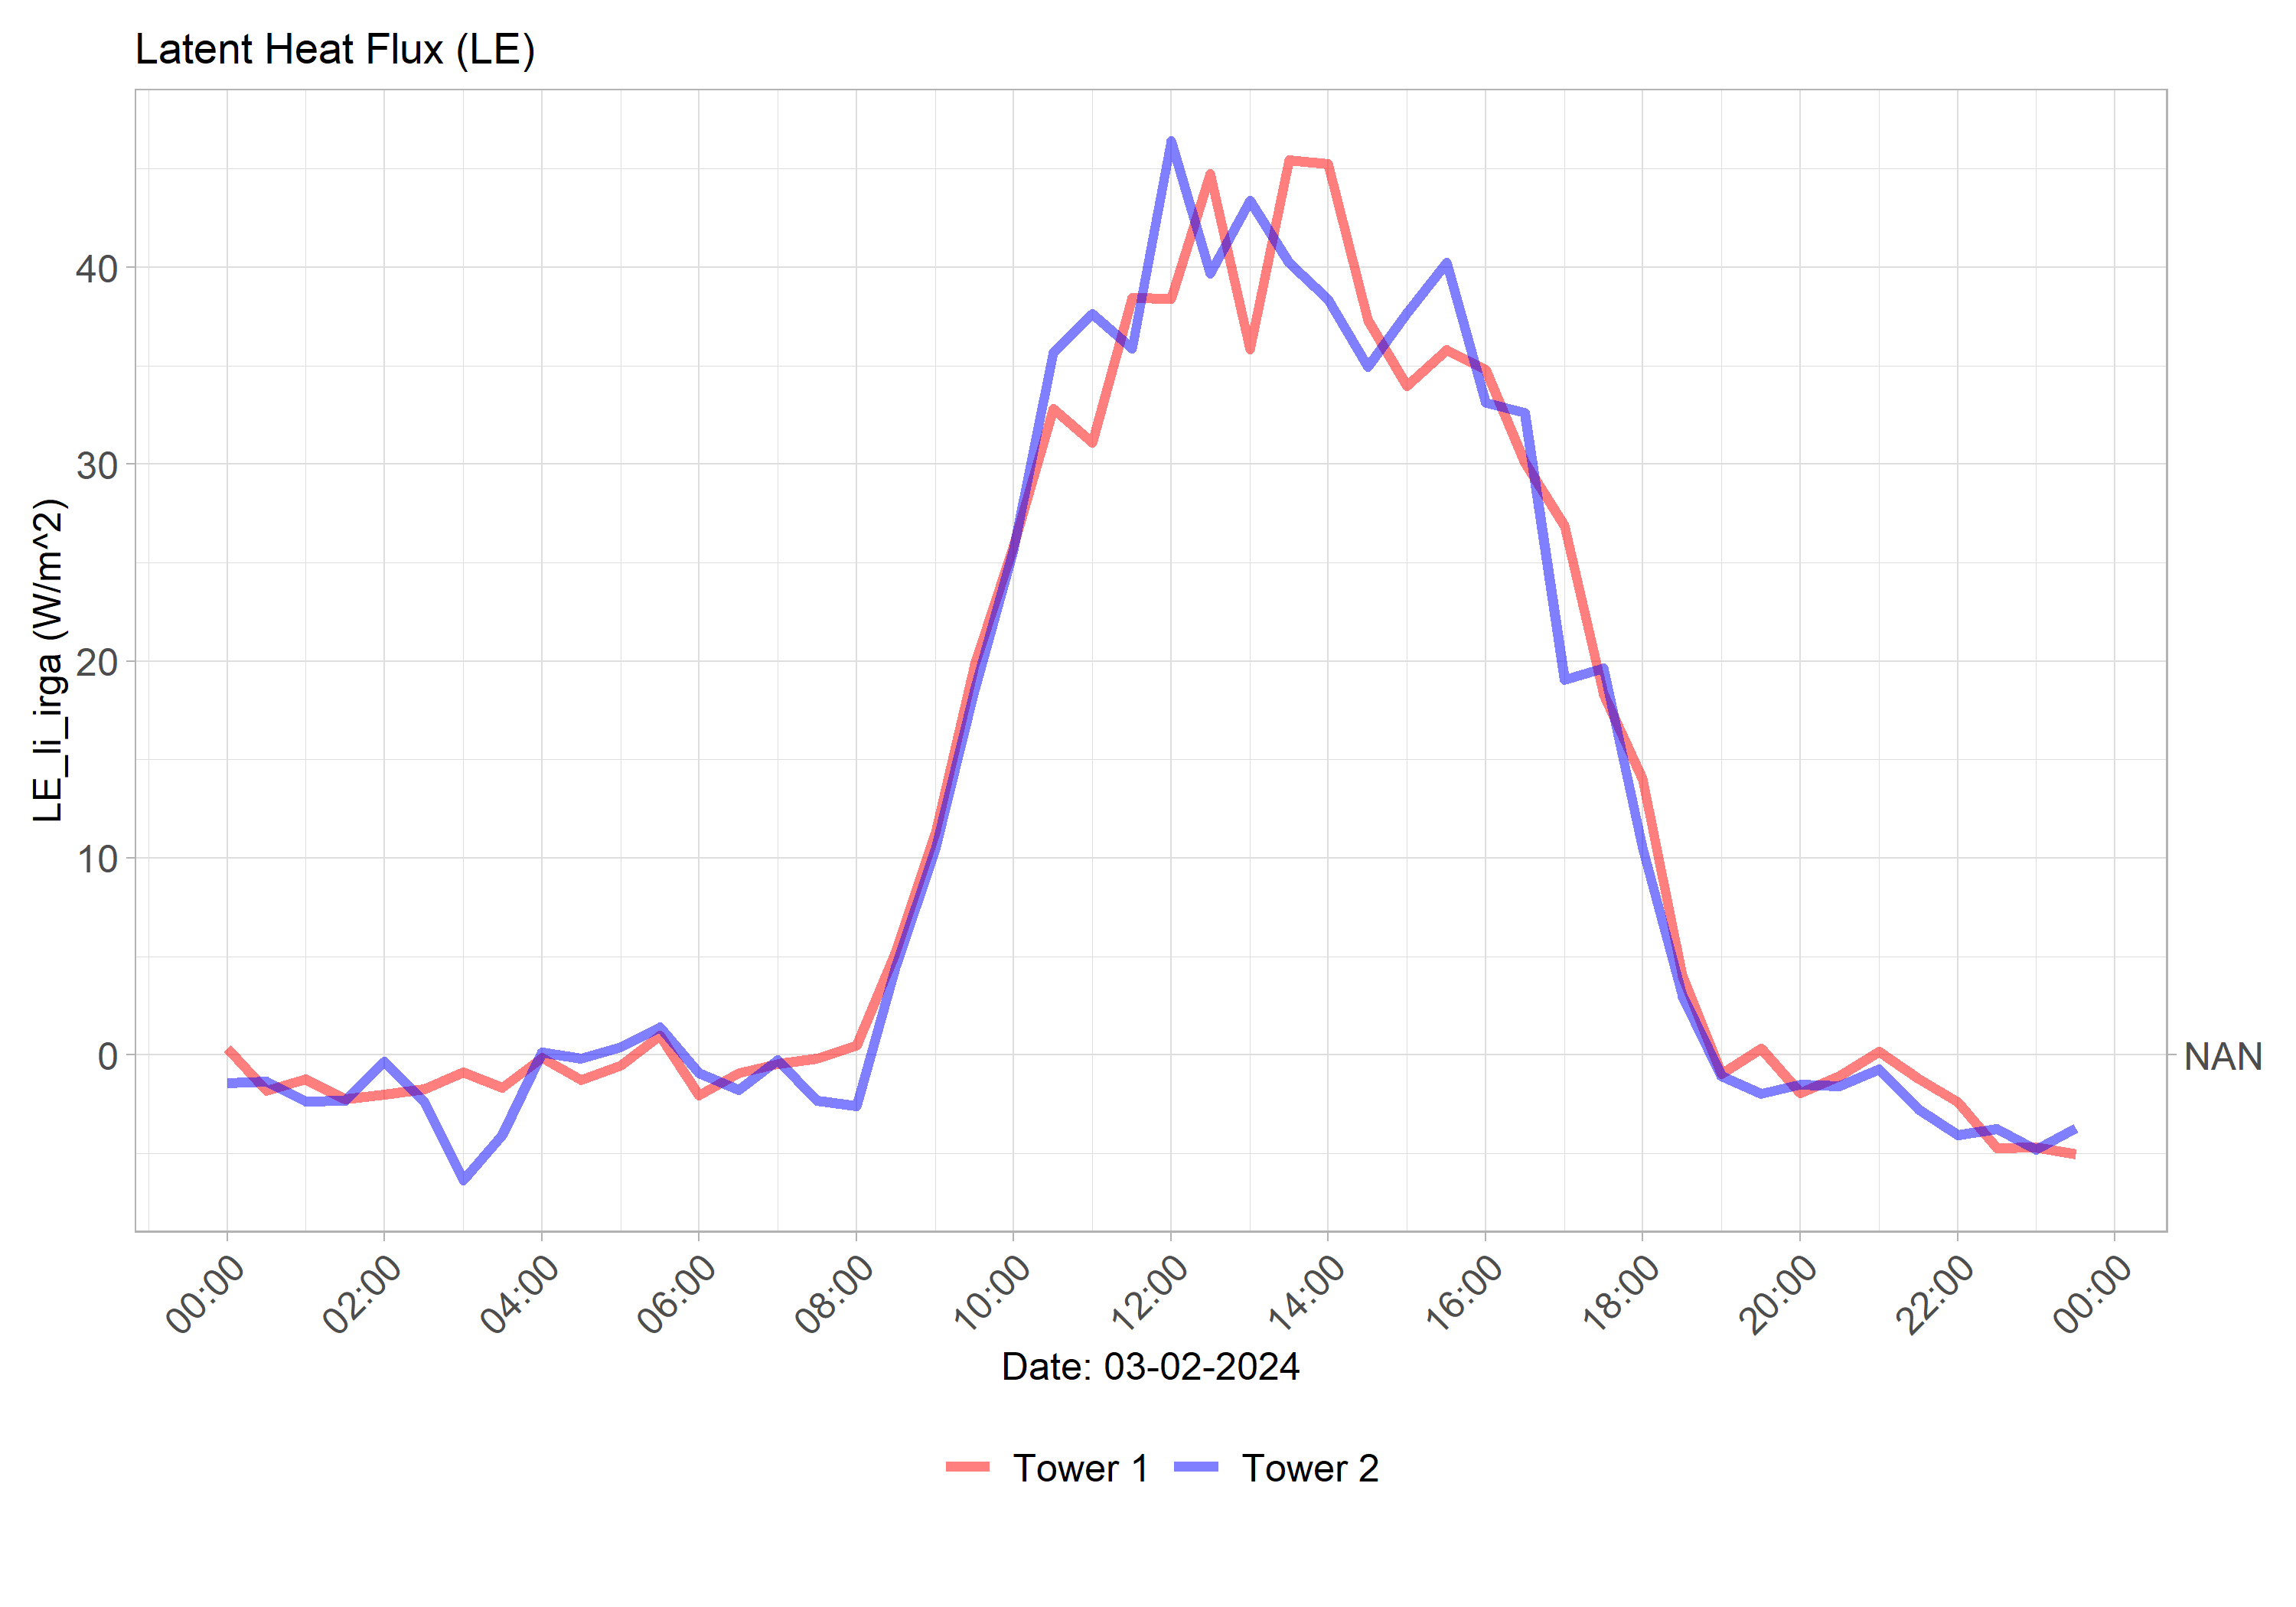 Latent Heat Flux (LE)
LE_li_irga (W/m^2)
40
30
20
10
0
NAN
00:00 02:00 04:00 06:00 08:00 10:00 12:00 14:00 16:00 18:00 20:00 22:00 00:00
Date: 03-02-2024
Tower 1 Tower 2